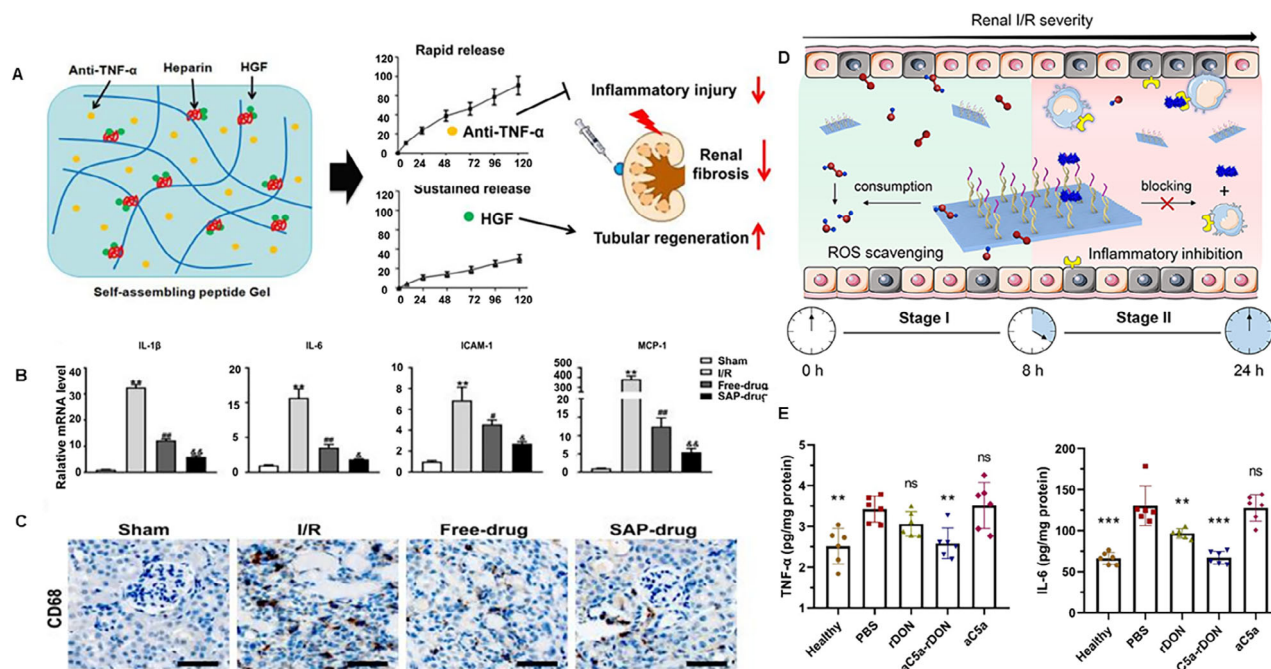 A
Anti-TNF-α
Heparin
HGF
Self-assembling peptide Gel
Rapid release
120
100
80
60
40
20
0
0 24 48 72 96 120
Anti-TNF-α
Sustained release
120
100
80
60
40
20
0
0 24 48 72 96 120
HGF
Inflammatory injury
Renal
fibrosis
Tubular regeneration
B
Ralative mRNA level
IL-1β
40
30
20
10
0
**
##
&&
IL-6
20
15
10
5
0
**
##
&
ICAM-1
10
8
6
4
2
0
**
#
&
MCP-1
500
400
300
200
20
15
10
5
0
**
##
&&
Sham
I/R
Free-drug
SAP-drug
C
CD68
Sham
I/R
Free-drug
SAP-drug
Renal I/R severity
D
consumption
ROS scavenging
blocking
+
Inflammatory inhibition
Stage I
Stage II
0 h
8 h
24 h
E
TNF-α (pg/mg protein)
5
4
3
2
1
0
**
ns
**
ns
Healthy
PBS
rDON
aC5a-rDON
aC5a
IL-6 (pg/mg protein)
200
150
100
50
0
***
**
***
ns
Healthy
PBS
rDON
C5a-rDON
aC5a